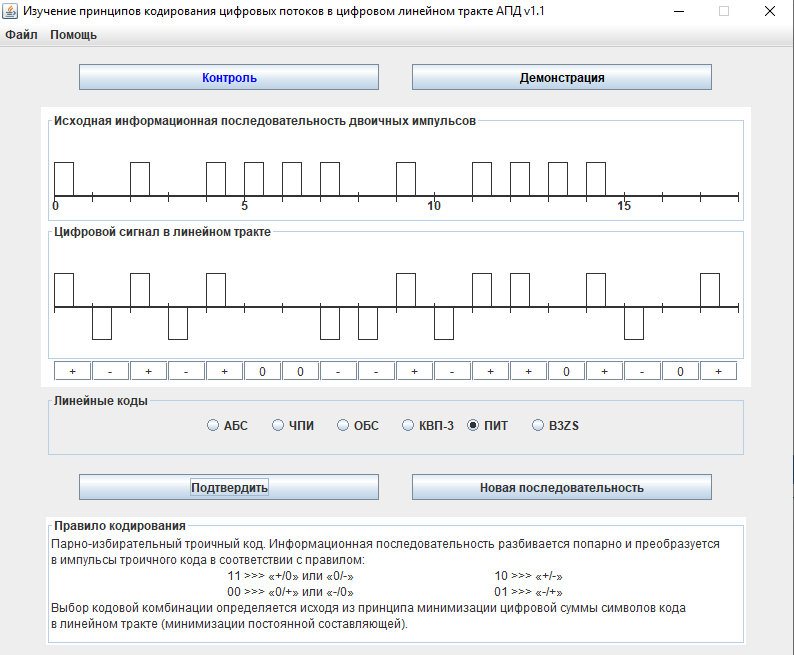 Изучение принципов кодирования цифровых потоков в цифровом линейном тракте АПД v1.1
Файл Помощь
Контроль Демонстрация
Исходная информационная последовательность двоичных импульсов
0 5 10 15
Цифровой сигнал в линейном тракте
+ - + - + 0 0 - - + - + + 0 + - 0 +
Линейные коды
АБС ЧПИ ОБС КВП-3 ПИТ B3ZS
Подтвердить Новая последовательность
Правило кодирования
Парно-избирательный троичный код. Информационная последовательность разбивается попарно и преобразуется
в импульсы троичного кода в соответствии с правилом:
11 >>> «+/0» или «0/-» 10 >>> «+/-»
00 >>> «0/+» или «-/0» 01 >>> «-/+»
Выбор кодовой комбинации определяется исходя из принципа минимизации цифровой суммы символов кода
в линейном тракте (минимизации постоянной составляющей).